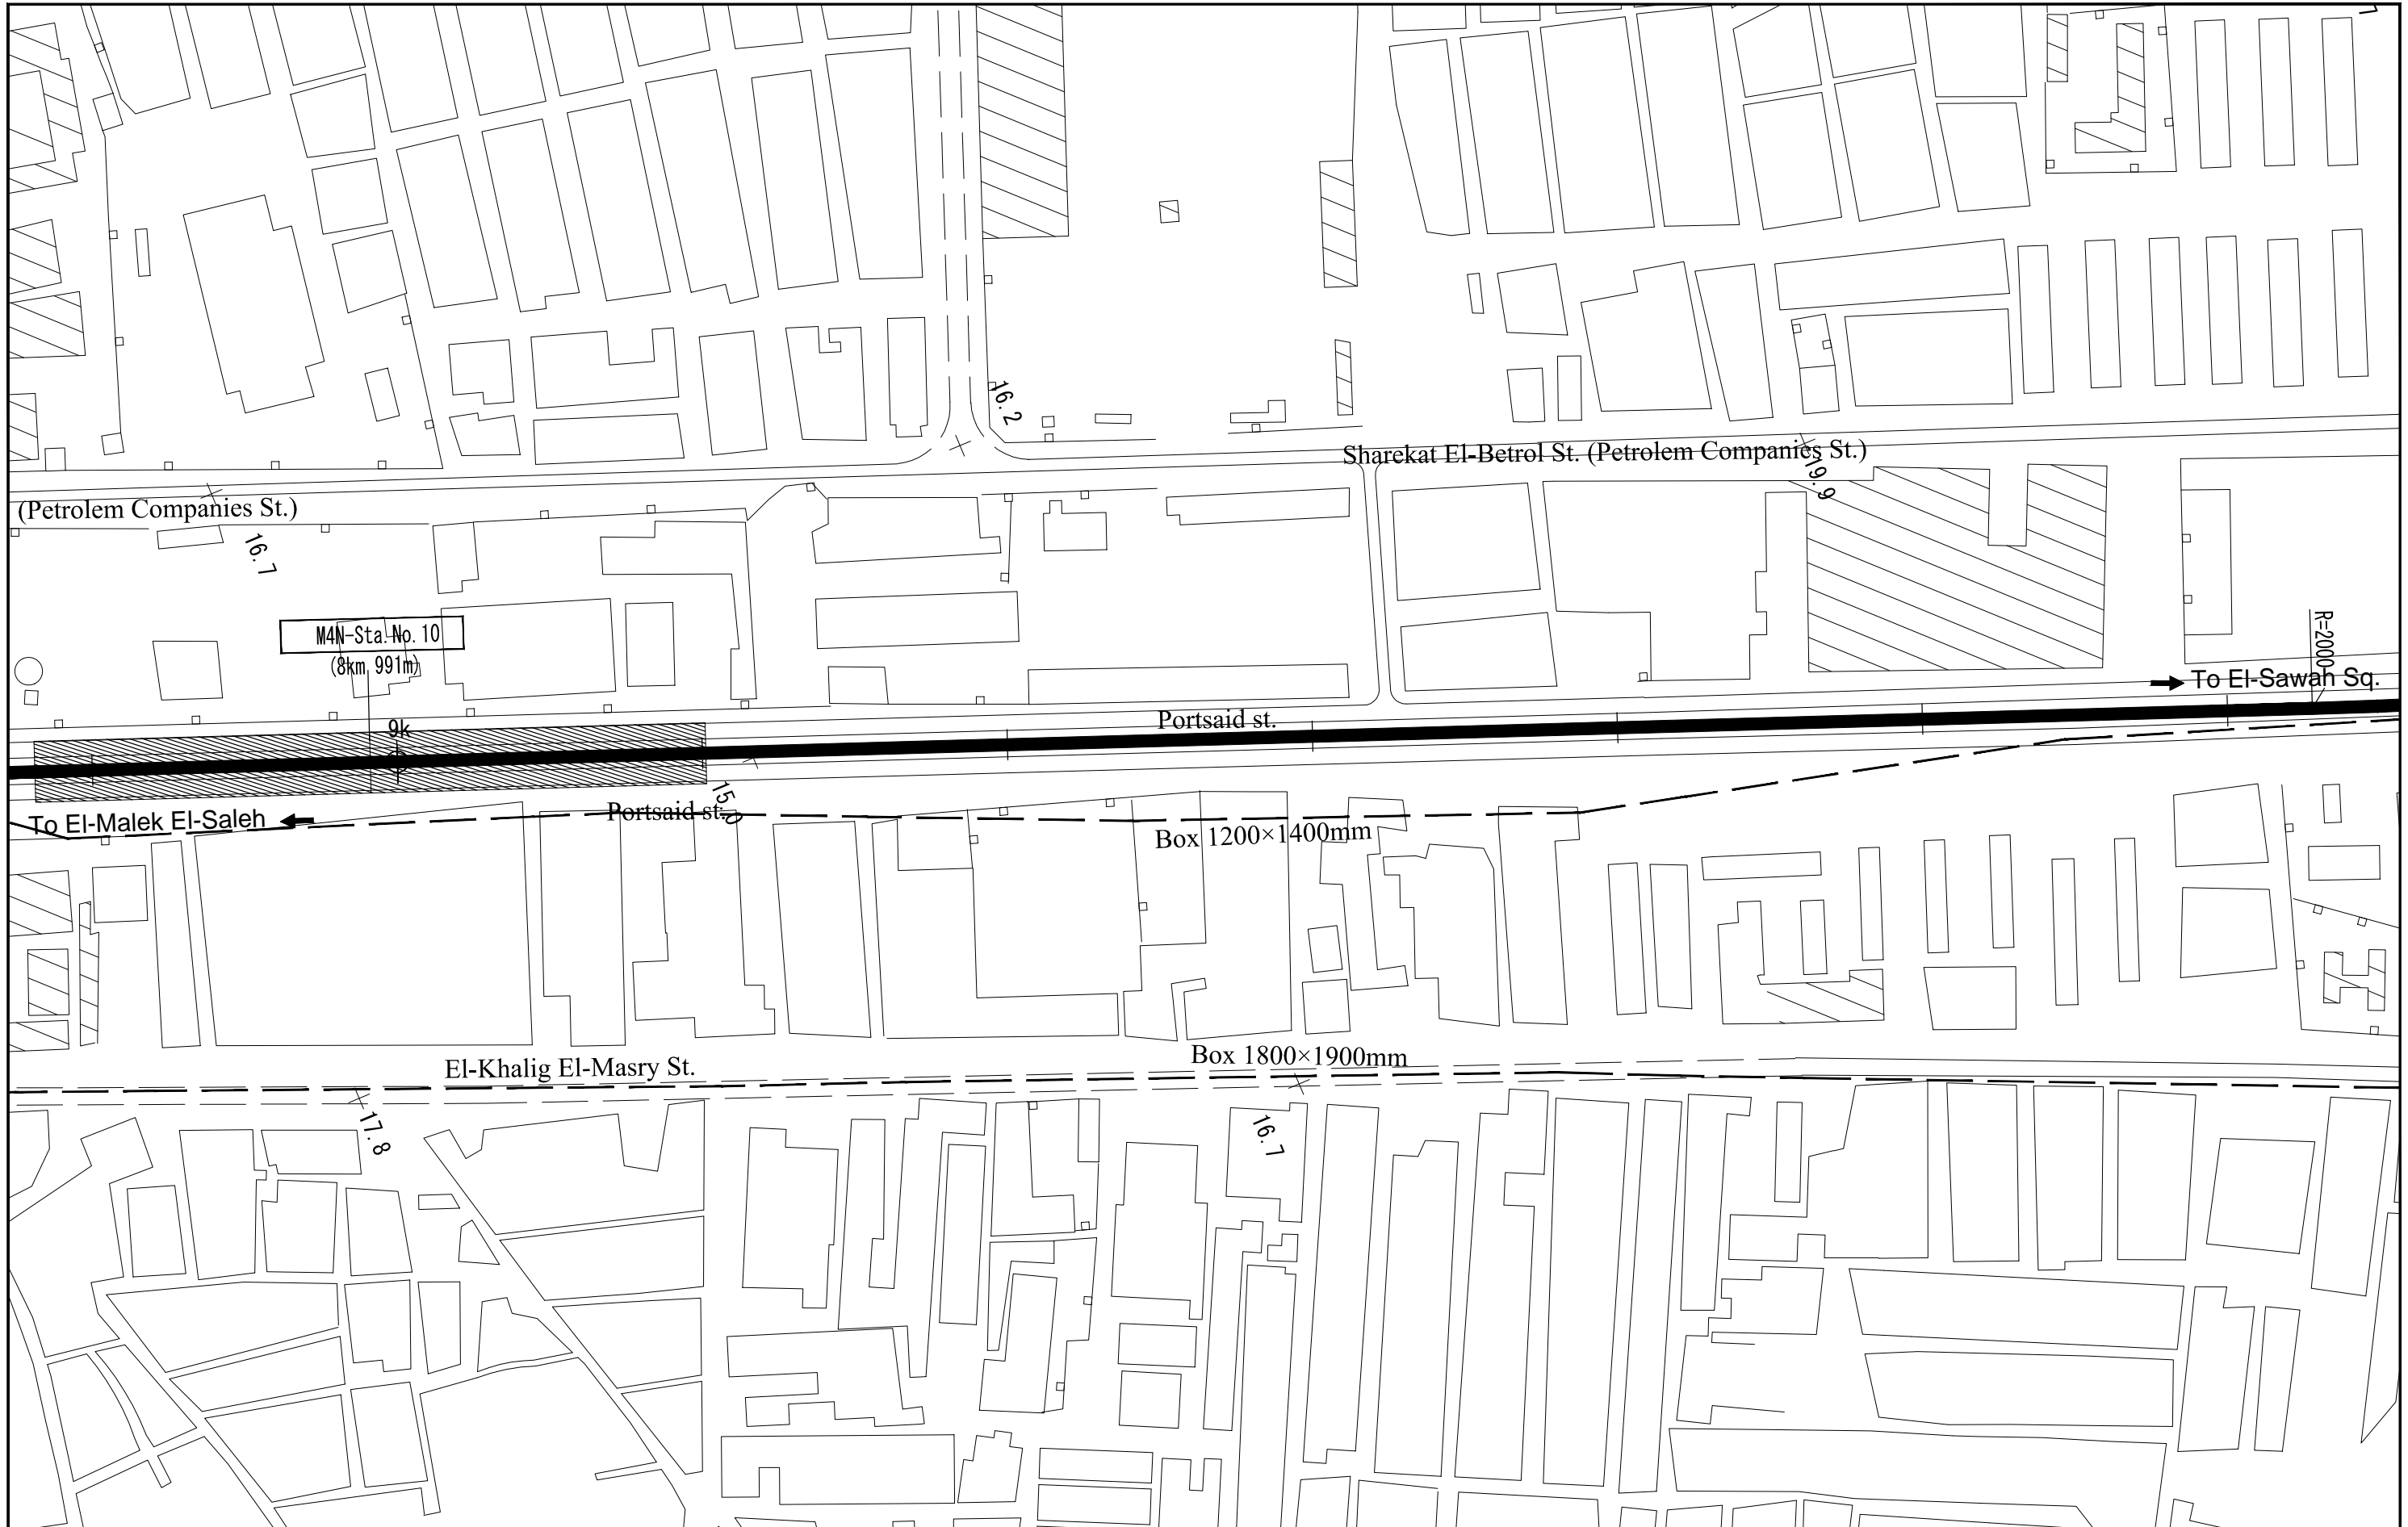 16.2
Sharekat El-Betrol St. (Petrolem Companies St.)
19.9
(Petrolem Companies St.)
16.7
M4N-Sta.No.10
(8km 991m)
R=2000
To El-Sawah Sq.
9k
Portsaid st.
15.0
Portsaid st.
To El-Malek El-Saleh
Box 1200×1400mm
El-Khalig El-Masry St.
Box 1800×1900mm
17.8
16.7